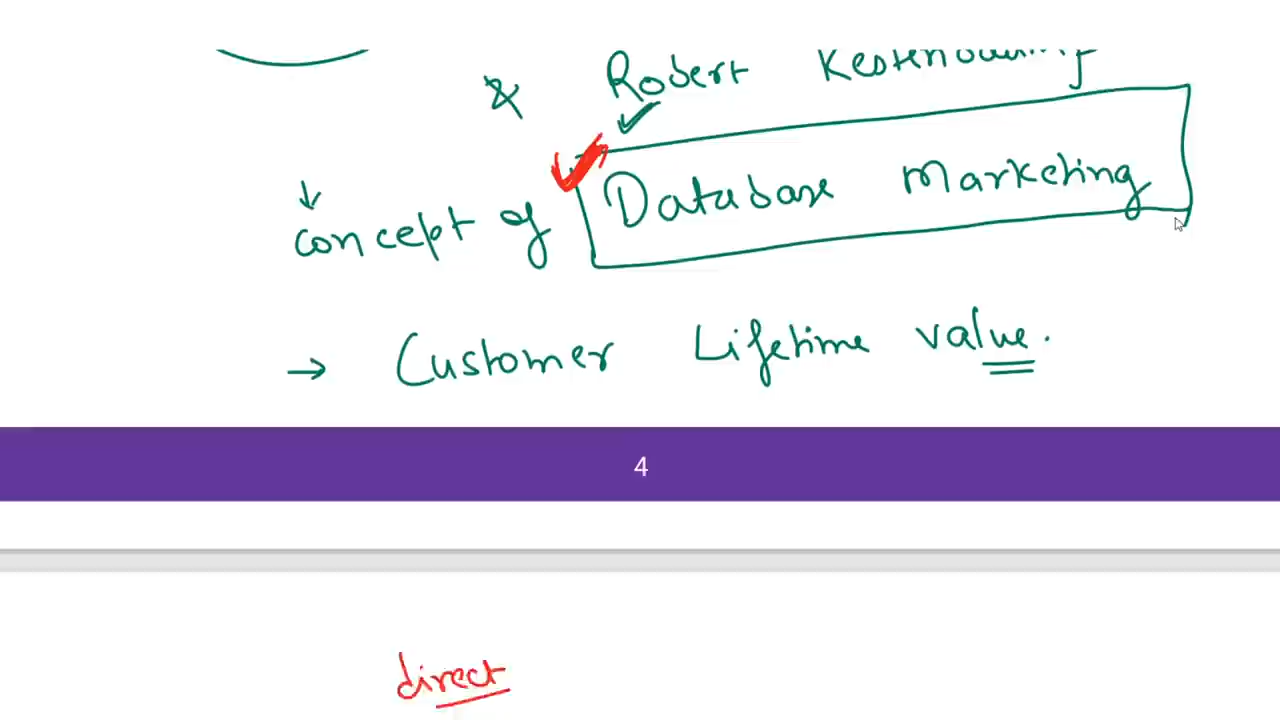 & Robert
concept of Database Marketing
→ Customer Lifetime value.
4
direct